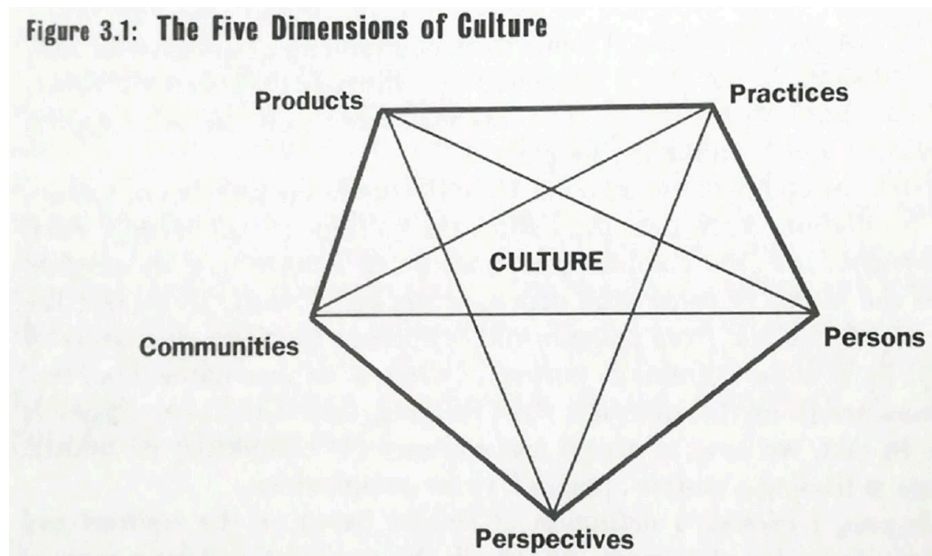 Figure 3.1: The Five Dimensions of Culture
Products
Practices
CULTURE
Communities
Persons
Perspectives